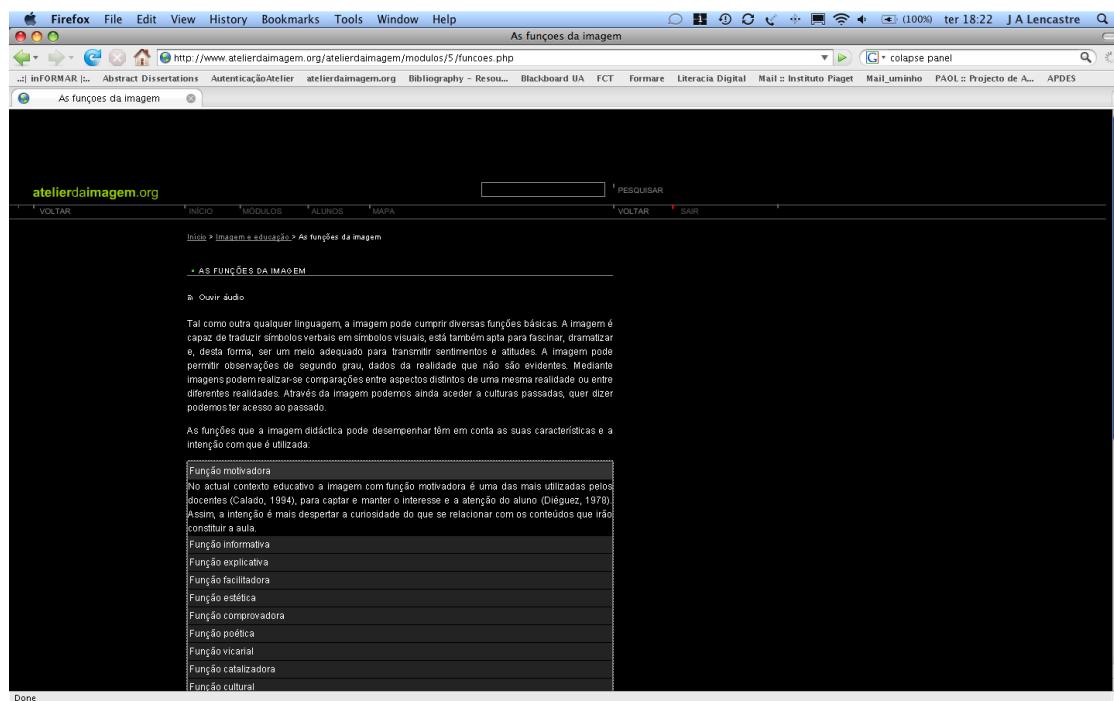 Firefox File Edit View History Bookmarks Tools Window Help (100%) ter 18:22 J A Lencastre
As funçoes da imagem
http://www.atelierdaimagem.org/atelierdaimagem/modulos/5/funcoes.php colapse panel
..:| inFORMAR |:.. Abstract Dissertations AutenticaçãoAtelier atelierdaimagem.org Bibliography - Resou... Blackboard UA FCT Formare Literacia Digital Mail :: Instituto Piaget Mail_uminho PAOL :: Projecto de A... APDES
As funçoes da imagem
atelierdaimagem.org PESQUISAR
VOLTAR INÍCIO MÓDULOS ALUNOS MAPA VOLTAR SAIR
Início > Imagem e educação > As funções da imagem
AS FUNÇÕES DA IMAGEM
Ouvir áudio
Tal como outra qualquer linguagem, a imagem pode cumprir diversas funções básicas. A imagem é
capaz de traduzir símbolos verbais em símbolos visuais, está também apta para fascinar, dramatizar
e, desta forma, ser um meio adequado para transmitir sentimentos e atitudes. A imagem pode
permitir observações de segundo grau, dados da realidade que não são evidentes. Mediante
imagens podem realizar-se comparações entre aspectos distintos de uma mesma realidade ou entre
diferentes realidades. Através da imagem podemos ainda aceder a culturas passadas, quer dizer
podemos ter acesso ao passado.
As funções que a imagem didáctica pode desempenhar têm em conta as suas características e a
intenção com que é utilizada:
Função motivadora
No actual contexto educativo a imagem com função motivadora é uma das mais utilizadas pelos
docentes (Calado, 1994), para captar e manter o interesse e a atenção do aluno (Diéguez, 1978).
Assim, a intenção é mais despertar a curiosidade do que se relacionar com os conteúdos que irão
constituir a aula.
Função informativa
Função explicativa
Função facilitadora
Função estética
Função comprovadora
Função poética
Função vicarial
Função catalizadora
Função cultural
Done